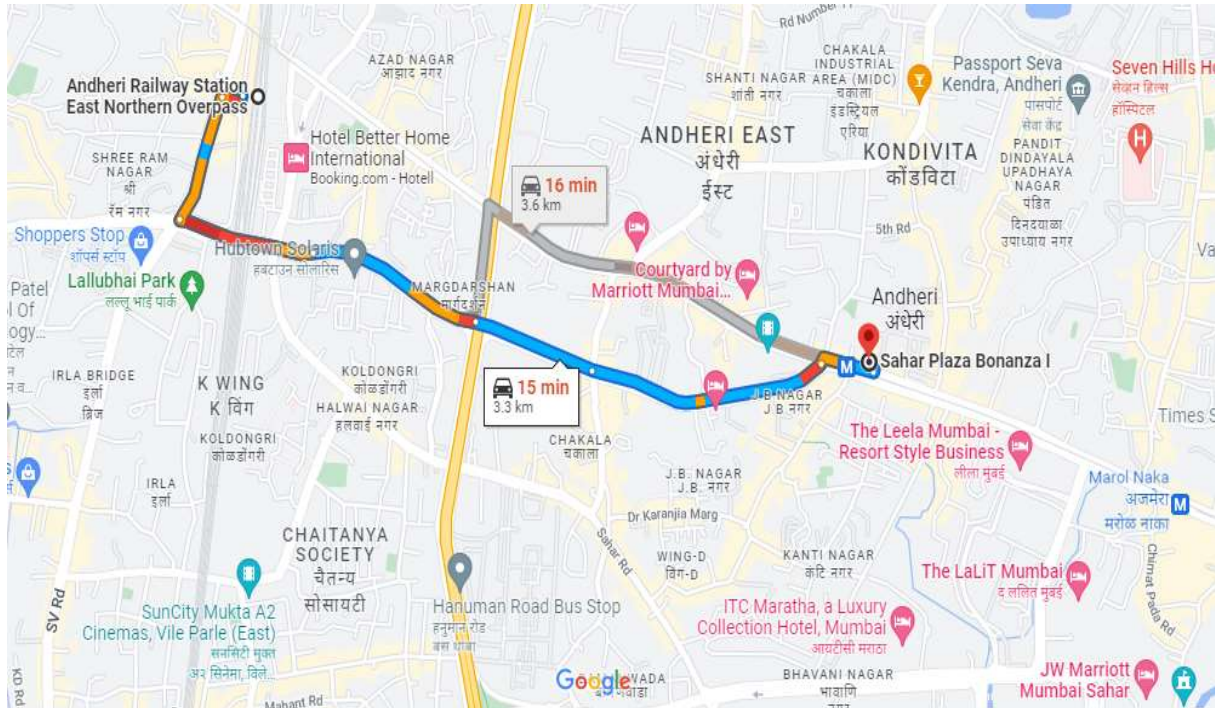 Rd Number
AZAD NAGAR
आझाद नगर
CHAKALA
INDUSTRIAL
AREA (MIDC)
चकाला
इंडस्ट्रियल
एरिया
Passport Seva
Kendra, Andheri
पासपोर्ट
सेवा केंद्र
Seven Hills
सेव्हन हिल्स
हॉस्पिटल
SHANTI NAGAR
शांती नगर
Andheri Railway Station
East Northern Overpass
Hotel Better Home
International
Booking.com - Hotell
ANDHERI EAST
अंधेरी
ईस्ट
KONDIVITA
कोंडविटा
PANDIT
DINDAYALA
UPADHAYA
NAGAR
पंडित
दिनदयाळा
उपाध्याय नगर
SHREE RAM
NAGAR
श्री
रॅम नगर
16 min
3.6 km
5th Rd
Shoppers Stop
शॉपर्स स्टॉप
Hubtown Solaris
हबटाउन सोलारिस
Lallubhai Park
लल्लू भाई पार्क
MARGDARSHAN
मार्गदर्शन
Courtyard by
Marriott Mumbai...
Andheri
अंधेरी
Patel
Of
ogy...
Sahar Plaza Bonanza I
M
IRLA BRIDGE
इर्ला
ब्रिज
K WING
K विंग
KOLDONGRI
कोळडोंगरी
HALWAI NAGAR
हलवाई नगर
15 min
3.3 km
J B NAGAR
J B नगर
Times S
KOLDONGRI
कोळडोंगरी
CHAKALA
चकाला
The Leela Mumbai -
Resort Style Business
लीला मुंबई
IRLA
इर्ला
J.B. NAGAR
J.B. नगर
Marol Naka
अजमेरा
मरोळ नाका
M
Dr Karanjia Marg
CHAITANYA
SOCIETY
चैतन्य
सोसायटी
Sahar Rd
WING-D
विंग-D
KANTI NAGAR
कांटे नगर
Chimat Pada Rd
The LaLiT Mumbai
द ललित मुंबई
SV Rd
SunCity Mukta A2
Cinemas, Vile Parle (East)
सनसिटी मुक्त
अ२ सिनेमा, विले...
Hanuman Road Bus Stop
हनुमान रोड
बस थांबा
ITC Maratha, a Luxury
Collection Hotel, Mumbai
आयटीसी मराठा
KD Rd
Google
BHAVANI NAGAR
भावाणि
नगर
JW Marriott
Mumbai Sahar
Mahant Rd